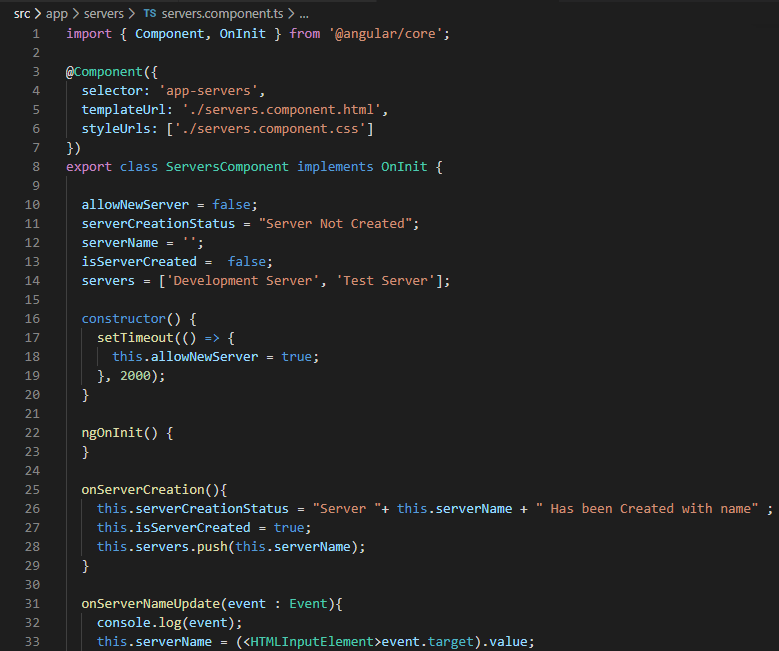 src > app > servers > TS servers.component.ts > ...
1 import { Component, OnInit } from '@angular/core';
2
3 @Component({
4   selector: 'app-servers',
5   templateUrl: './servers.component.html',
6   styleUrls: ['./servers.component.css']
7 })
8 export class ServersComponent implements OnInit {
9
10   allowNewServer = false;
11   serverCreationStatus = "Server Not Created";
12   serverName = '';
13   isServerCreated =  false;
14   servers = ['Development Server', 'Test Server'];
15
16   constructor() {
17     setTimeout(() => {
18       this.allowNewServer = true;
19     }, 2000);
20   }
21
22   ngOnInit() {
23   }
24
25   onServerCreation(){
26     this.serverCreationStatus = "Server "+ this.serverName + " Has been Created with name" ;
27     this.isServerCreated = true;
28     this.servers.push(this.serverName);
29   }
30
31   onServerNameUpdate(event : Event){
32     console.log(event);
33     this.serverName = (<HTMLInputElement>event.target).value;